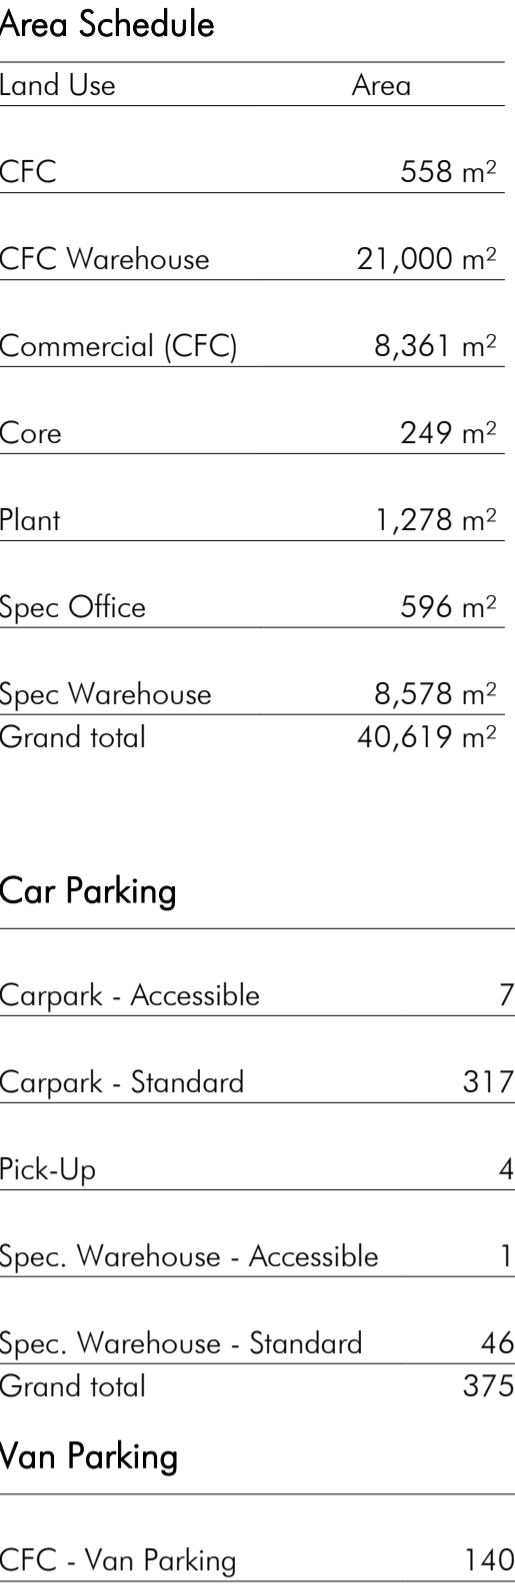 Area Schedule
Land Use Area
CFC 558 m²
CFC Warehouse 21,000 m²
Commercial (CFC) 8,361 m²
Core 249 m²
Plant 1,278 m²
Spec Office 596 m²
Spec Warehouse 8,578 m²
Grand total 40,619 m²
Car Parking
Carpark - Accessible 7
Carpark - Standard 317
Pick-Up 4
Spec. Warehouse - Accessible 1
Spec. Warehouse - Standard 46
Grand total 375
Van Parking
CFC - Van Parking 140